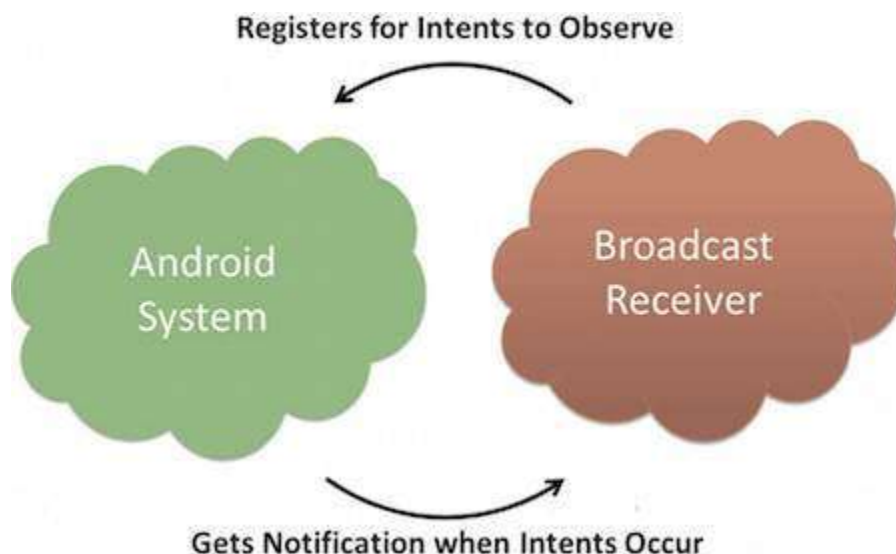 Registers for Intents to Observe
Android
System
Broadcast
Receiver
Gets Notification when Intents Occur